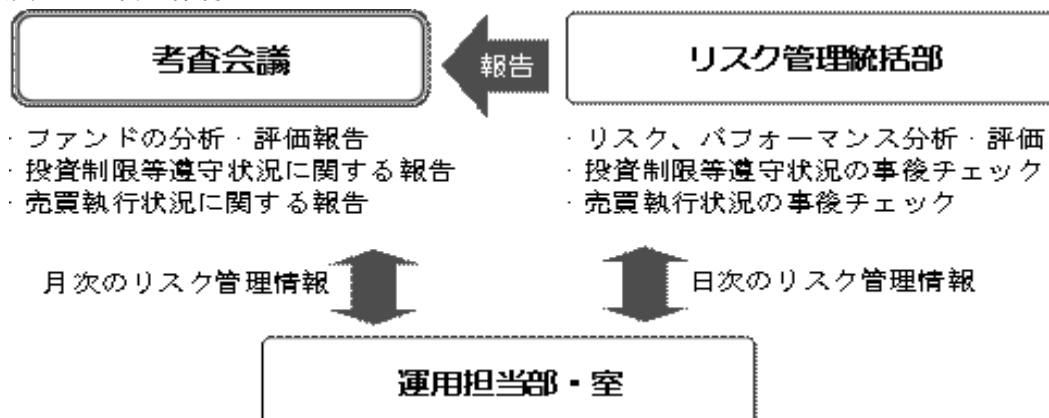 考査会議
報告
リスク管理統括部
・ファンドの分析・評価報告
・投資制限等遵守状況に関する報告
・売買執行状況に関する報告
・リスク、パフォーマンス分析・評価
・投資制限等遵守状況の事後チェック
・売買執行状況の事後チェック
月次のリスク管理情報
日次のリスク管理情報
運用担当部・室